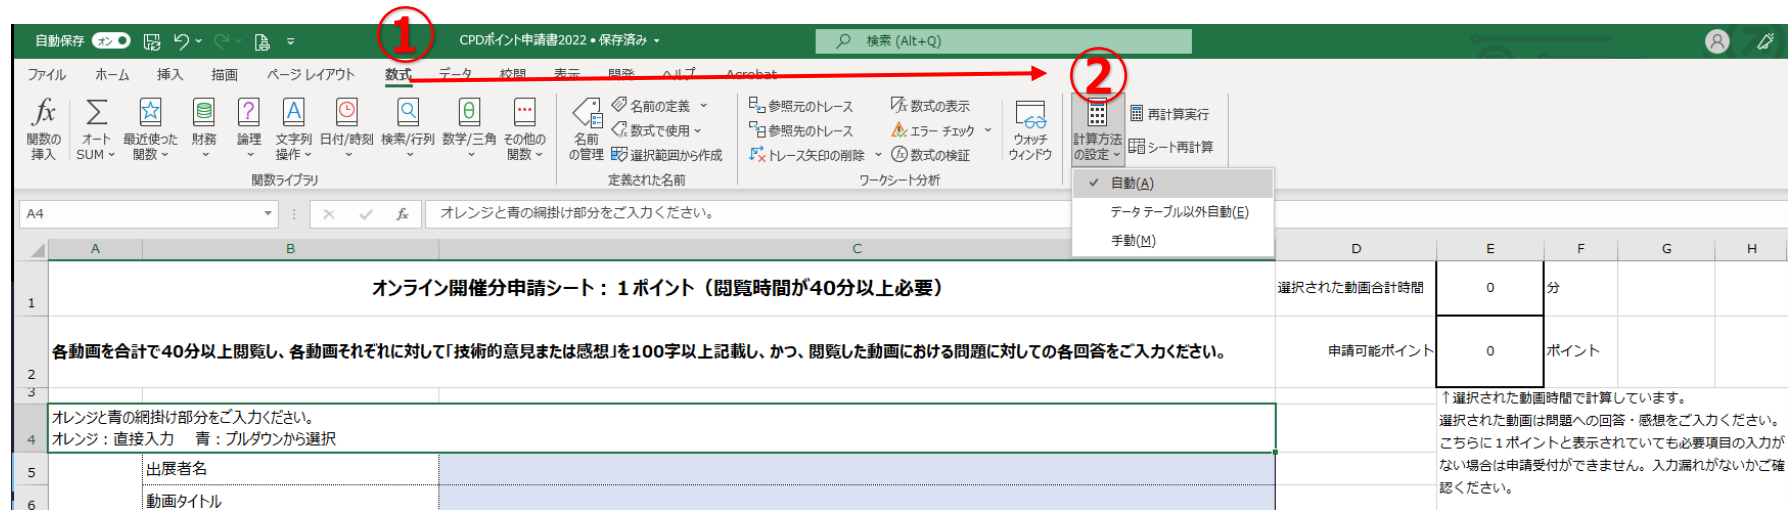 ①
②
自動保存 オン CPDポイント申請書2022 • 保存済み 検索 (Alt+Q)
ファイル ホーム 挿入 描画 ページ レイアウト 数式 データ 校閲 表示 開発 ヘルプ Acrobat
fx 関数の挿入
Σ オート SUM
最近使った関数
財務
? 論理
A 文字列操作
日付/時刻
検索/行列
θ 数学/三角
その他の関数
関数ライブラリ
名前の管理
名前の定義
数式で使用
選択範囲から作成
定義された名前
参照元のトレース
参照先のトレース
トレース矢印の削除
fx 数式の表示
エラー チェック
fx 数式の検証
ワークシート分析
ウォッチ ウィンドウ
計算方法の設定
再計算実行
シート再計算
✓ 自動(A)
データ テーブル以外自動(E)
手動(M)
A4 fx オレンジと青の網掛け部分をご入力ください。
A B C D E F G H
1 オンライン開催分申請シート：１ポイント（閲覧時間が40分以上必要） 選択された動画合計時間 0 分
2 各動画を合計で40分以上閲覧し、各動画それぞれに対して「技術的意見または感想」を100字以上記載し、かつ、閲覧した動画における問題に対しての各回答をご入力ください。 申請可能ポイント 0 ポイント
3 ↑選択された動画時間で計算しています。
選択された動画は問題への回答・感想をご入力ください。
こちらに１ポイントと表示されていても必要項目の入力が
ない場合は申請受付ができません。入力漏れがないかご確
認ください。
オレンジと青の網掛け部分をご入力ください。
4 オレンジ：直接入力 青：プルダウンから選択
5 出展者名
6 動画タイトル